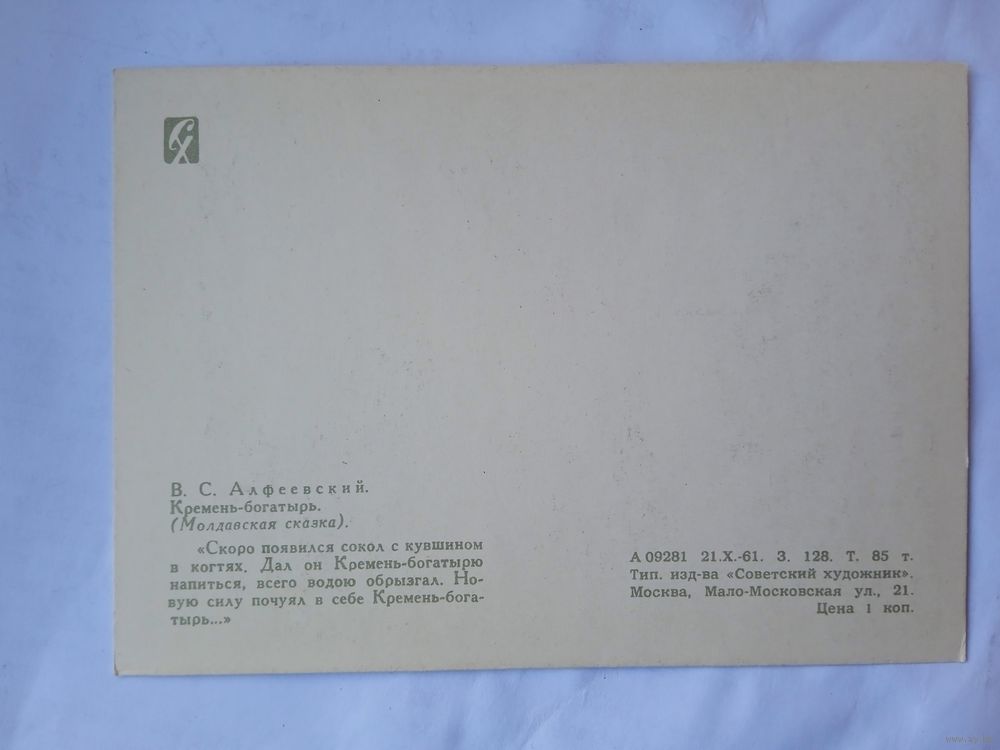 СХ
В. С. Алфеевский.
Кремень-богатырь.
(Молдавская сказка).
«Скоро появился сокол с кувшином
в когтях. Дал он Кремень-богатырю
напиться, всего водою обрызгал. Но-
вую силу почуял в себе Кремень-бога-
тырь...»
А 09281 21.X.-61. З. 128. Т. 85 т.
Тип. изд-ва «Советский художник».
Москва, Мало-Московская ул., 21.
Цена 1 коп.